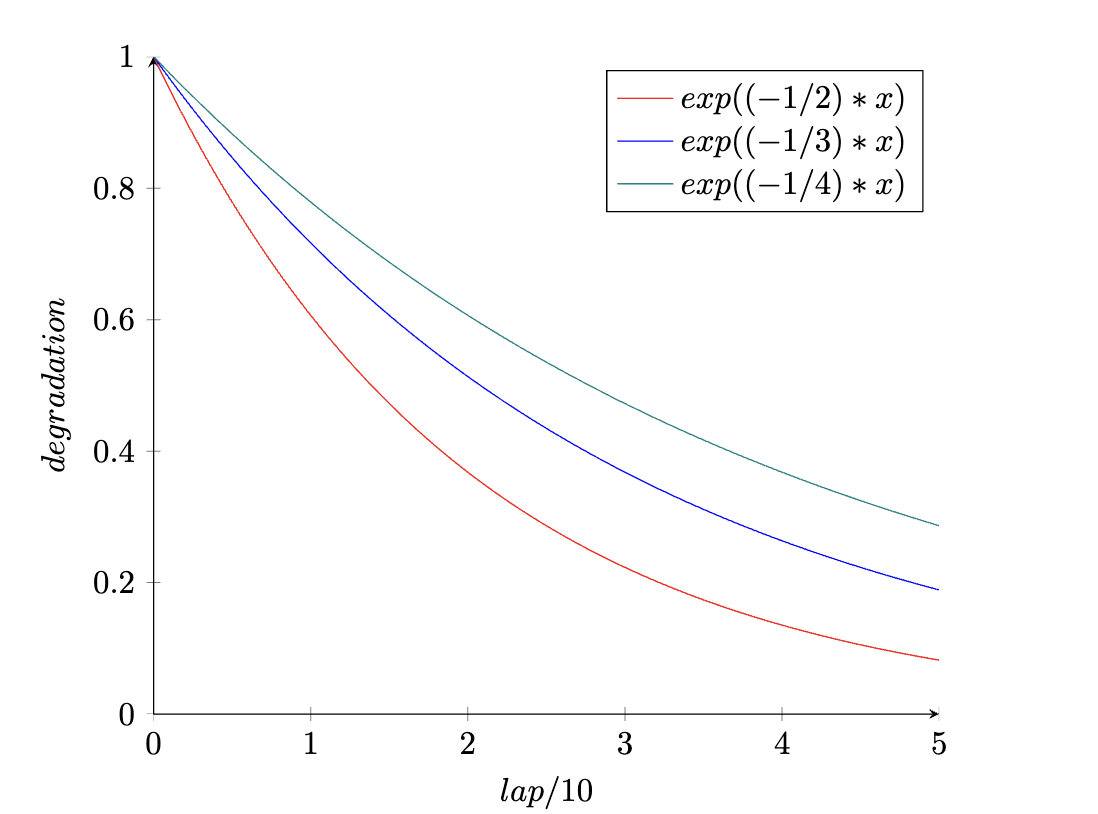 1
0.8
0.6
0.4
0.2
0
degradation
0 1 2 3 4 5
lap/10
exp((−1/2) ∗ x)
exp((−1/3) ∗ x)
exp((−1/4) ∗ x)